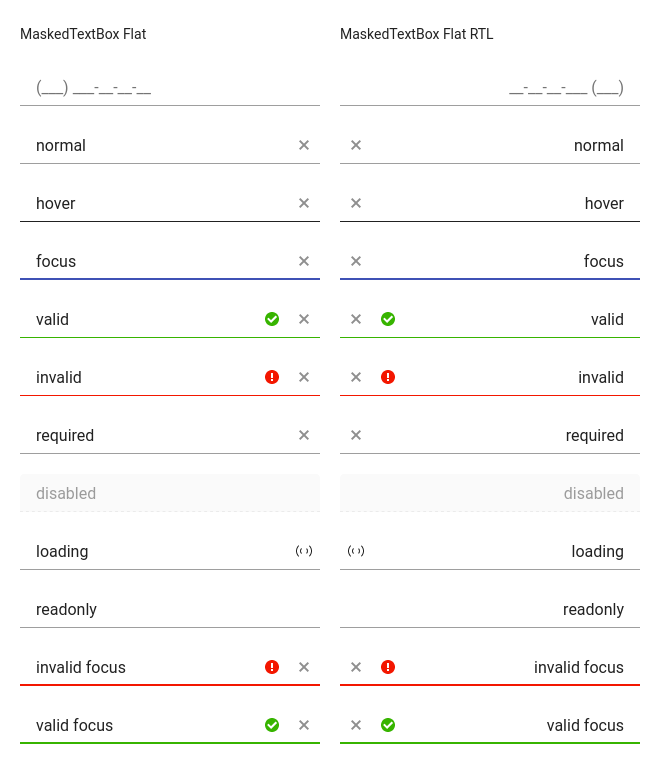 MaskedTextBox Flat
MaskedTextBox Flat RTL
(___) ___-__-__-__
__-__-__-___ (___)
normal
normal
hover
hover
focus
focus
valid
valid
invalid
invalid
required
required
disabled
disabled
loading
loading
readonly
readonly
invalid focus
invalid focus
valid focus
valid focus